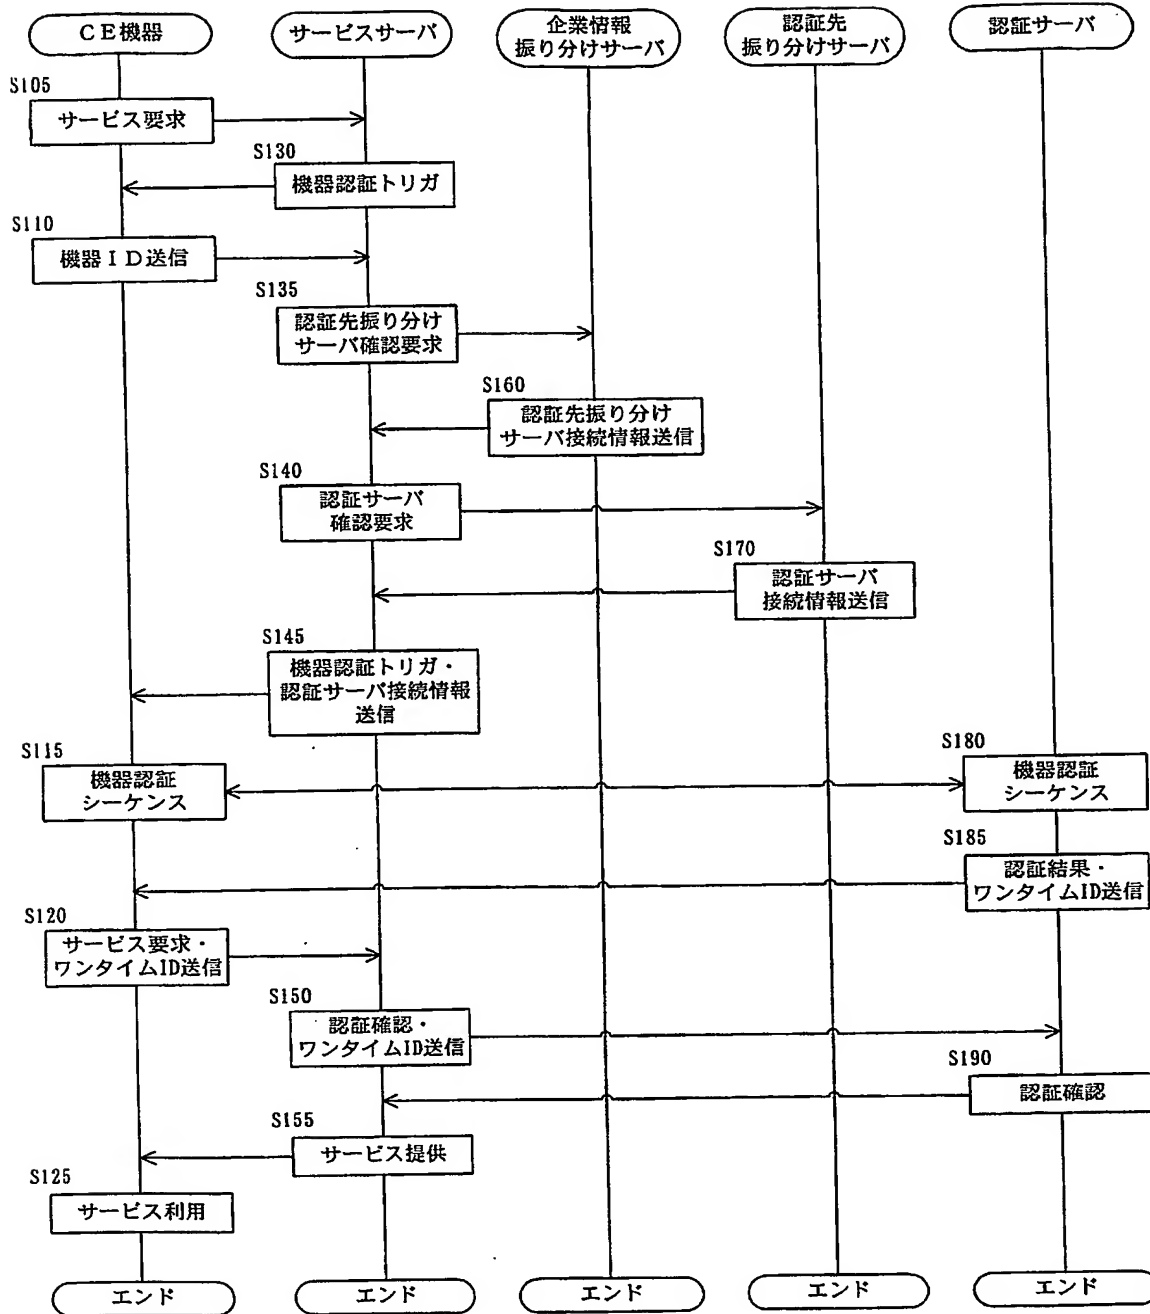 CE機器
サービスサーバ
企業情報
振り分けサーバ
認証先
振り分けサーバ
認証サーバ
S105
サービス要求
S130
機器認証トリガ
S110
機器ID送信
S135
認証先振り分け
サーバ確認要求
S160
認証先振り分け
サーバ接続情報送信
S140
認証サーバ
確認要求
S170
認証サーバ
接続情報送信
S145
機器認証トリガ・
認証サーバ接続情報
送信
S115
機器認証
シーケンス
S180
機器認証
シーケンス
S185
認証結果・
ワンタイムID送信
S120
サービス要求・
ワンタイムID送信
S150
認証確認・
ワンタイムID送信
S190
認証確認
S155
サービス提供
S125
サービス利用
エンド
エンド
エンド
エンド
エンド